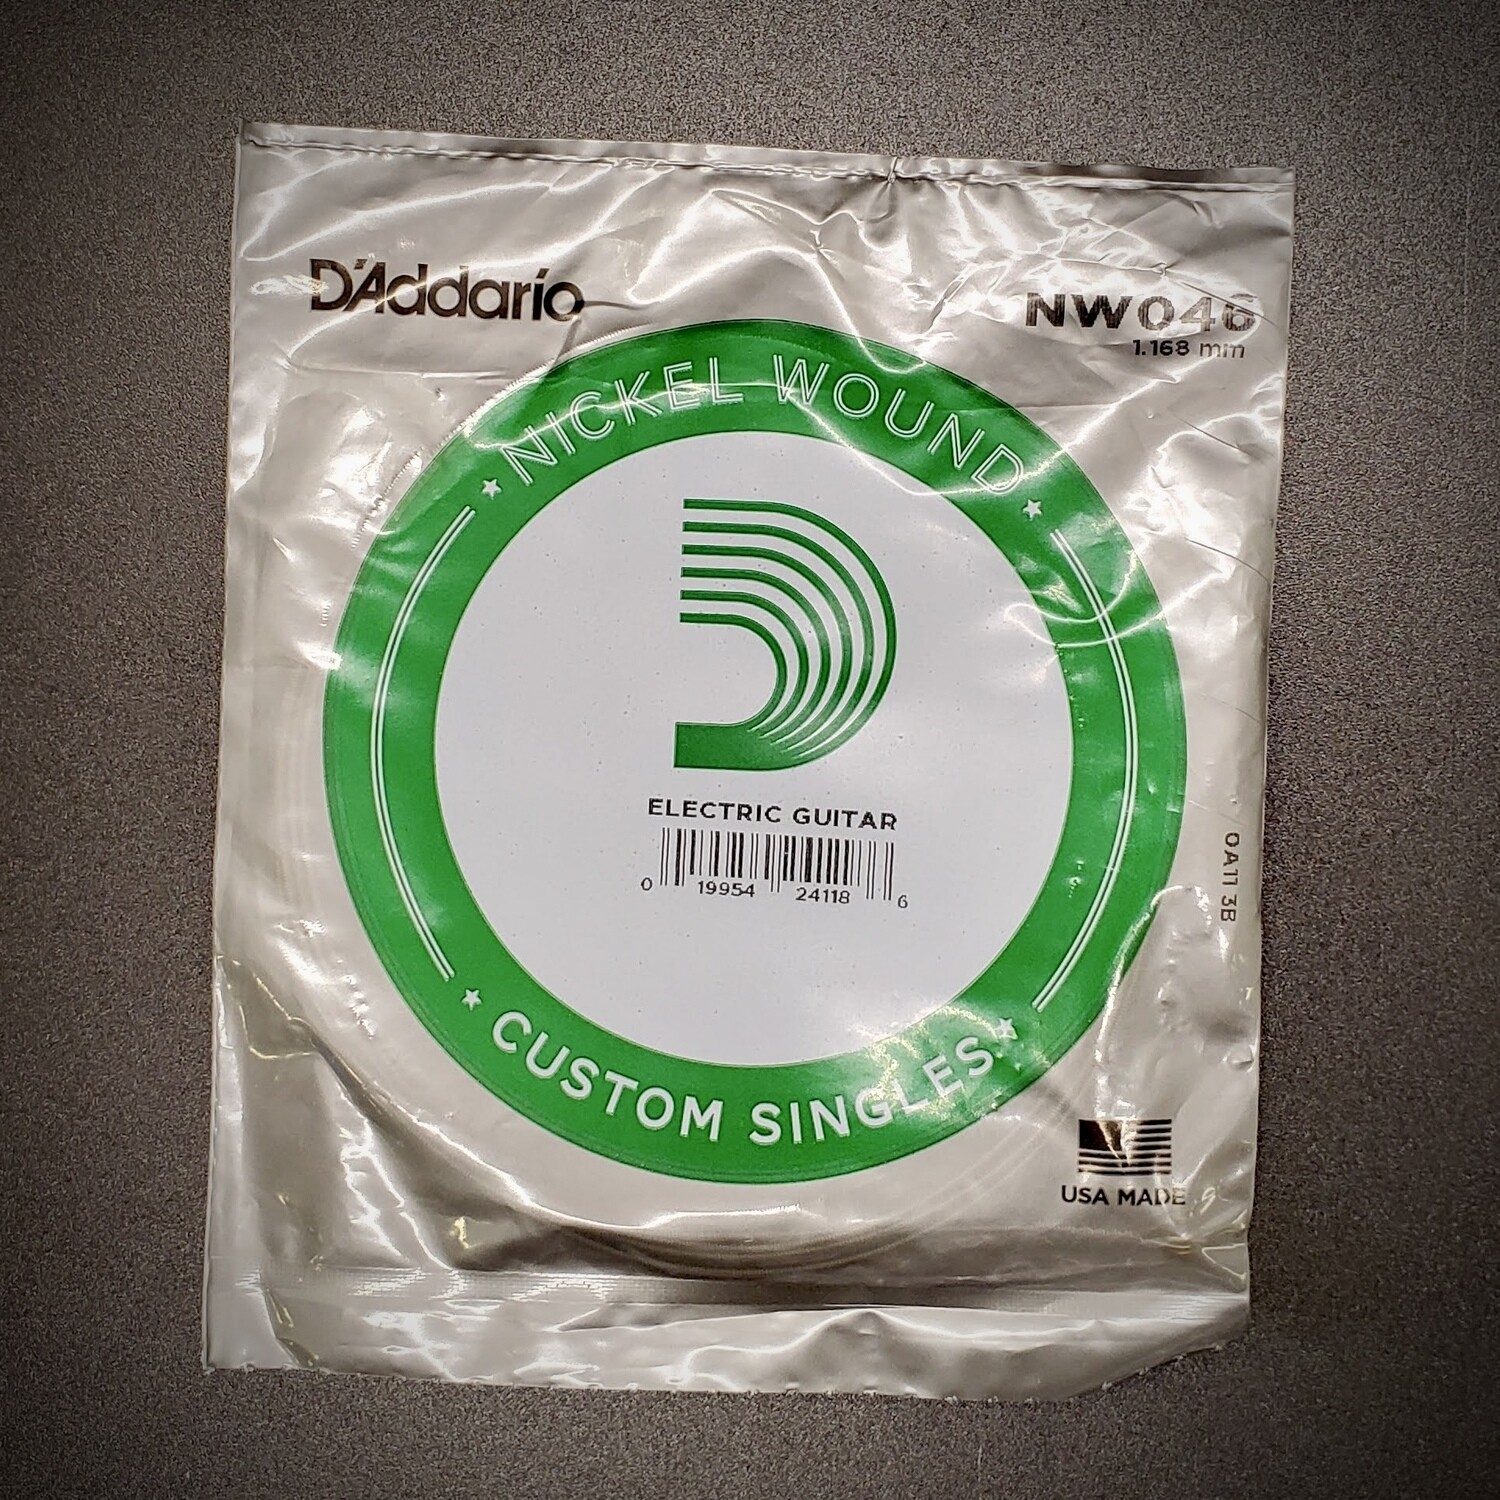 D'Addario
NW046
1.168 mm
NICKEL WOUND
ELECTRIC GUITAR
0 19954 24118 6
0A11 3B
CUSTOM SINGLES
USA MADE